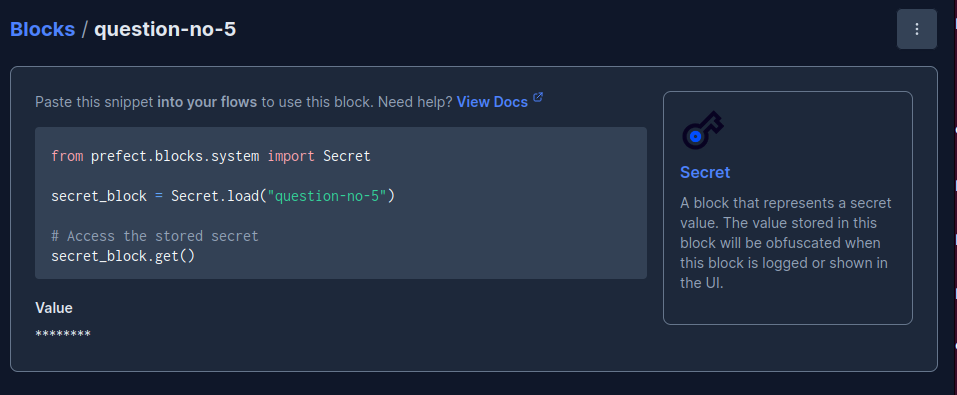 Blocks / question-no-5
Paste this snippet into your flows to use this block. Need help? View Docs
from prefect.blocks.system import Secret
secret_block = Secret.load("question-no-5")
# Access the stored secret
secret_block.get()
Value
********
Secret
A block that represents a secret
value. The value stored in this
block will be obfuscated when
this block is logged or shown in
the UI.